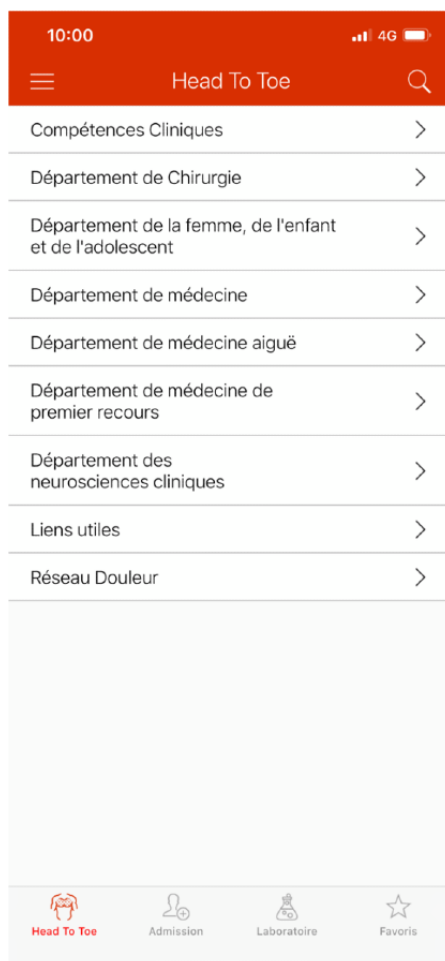 10:00
4G
Head To Toe
Compétences Cliniques
Département de Chirurgie
Département de la femme, de l'enfant
et de l'adolescent
Département de médecine
Département de médecine aiguë
Département de médecine de
premier recours
Département des
neurosciences cliniques
Liens utiles
Réseau Douleur
Head To Toe
Admission
Laboratoire
Favoris